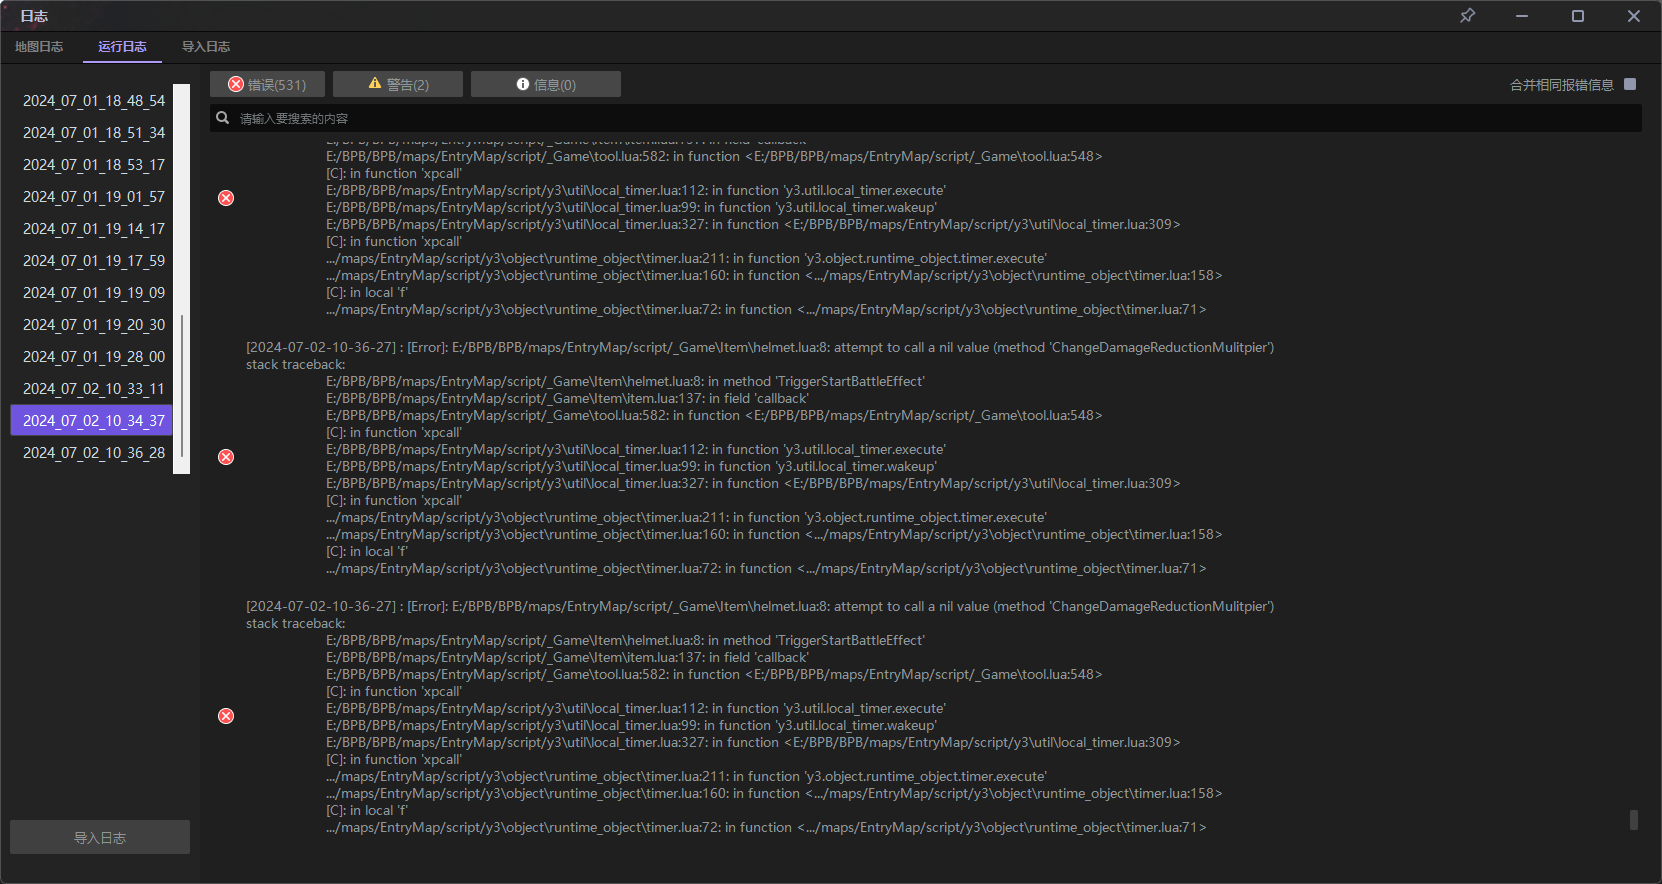 日志
地图日志
运行日志
导入日志
错误(531)
警告(2)
信息(0)
合并相同报错信息
请输入要搜索的内容
2024_07_01_18_48_54
2024_07_01_18_51_34
2024_07_01_18_53_17
2024_07_01_19_01_57
2024_07_01_19_14_17
2024_07_01_19_17_59
2024_07_01_19_19_09
2024_07_01_19_20_30
2024_07_01_19_28_00
2024_07_02_10_33_11
2024_07_02_10_34_37
2024_07_02_10_36_28
导入日志
E:/BPB/BPB/maps/EntryMap/script/_Game\Item\item.lua:137: in field 'callback'
E:/BPB/BPB/maps/EntryMap/script/_Game\tool.lua:582: in function <E:/BPB/BPB/maps/EntryMap/script/_Game\tool.lua:548>
[C]: in function 'xpcall'
E:/BPB/BPB/maps/EntryMap/script/y3\util\local_timer.lua:112: in function 'y3.util.local_timer.execute'
E:/BPB/BPB/maps/EntryMap/script/y3\util\local_timer.lua:99: in function 'y3.util.local_timer.wakeup'
E:/BPB/BPB/maps/EntryMap/script/y3\util\local_timer.lua:327: in function <E:/BPB/BPB/maps/EntryMap/script/y3\util\local_timer.lua:309>
[C]: in function 'xpcall'
.../maps/EntryMap/script/y3\object\runtime_object\timer.lua:211: in function 'y3.object.runtime_object.timer.execute'
.../maps/EntryMap/script/y3\object\runtime_object\timer.lua:160: in function <.../maps/EntryMap/script/y3\object\runtime_object\timer.lua:158>
[C]: in local 'f'
.../maps/EntryMap/script/y3\object\runtime_object\timer.lua:72: in function <.../maps/EntryMap/script/y3\object\runtime_object\timer.lua:71>
[2024-07-02-10-36-27] : [Error]: E:/BPB/BPB/maps/EntryMap/script/_Game\Item\helmet.lua:8: attempt to call a nil value (method 'ChangeDamageReductionMulitpier')
stack traceback:
E:/BPB/BPB/maps/EntryMap/script/_Game\Item\helmet.lua:8: in method 'TriggerStartBattleEffect'
E:/BPB/BPB/maps/EntryMap/script/_Game\Item\item.lua:137: in field 'callback'
E:/BPB/BPB/maps/EntryMap/script/_Game\tool.lua:582: in function <E:/BPB/BPB/maps/EntryMap/script/_Game\tool.lua:548>
[C]: in function 'xpcall'
E:/BPB/BPB/maps/EntryMap/script/y3\util\local_timer.lua:112: in function 'y3.util.local_timer.execute'
E:/BPB/BPB/maps/EntryMap/script/y3\util\local_timer.lua:99: in function 'y3.util.local_timer.wakeup'
E:/BPB/BPB/maps/EntryMap/script/y3\util\local_timer.lua:327: in function <E:/BPB/BPB/maps/EntryMap/script/y3\util\local_timer.lua:309>
[C]: in function 'xpcall'
.../maps/EntryMap/script/y3\object\runtime_object\timer.lua:211: in function 'y3.object.runtime_object.timer.execute'
.../maps/EntryMap/script/y3\object\runtime_object\timer.lua:160: in function <.../maps/EntryMap/script/y3\object\runtime_object\timer.lua:158>
[C]: in local 'f'
.../maps/EntryMap/script/y3\object\runtime_object\timer.lua:72: in function <.../maps/EntryMap/script/y3\object\runtime_object\timer.lua:71>
[2024-07-02-10-36-27] : [Error]: E:/BPB/BPB/maps/EntryMap/script/_Game\Item\helmet.lua:8: attempt to call a nil value (method 'ChangeDamageReductionMulitpier')
stack traceback:
E:/BPB/BPB/maps/EntryMap/script/_Game\Item\helmet.lua:8: in method 'TriggerStartBattleEffect'
E:/BPB/BPB/maps/EntryMap/script/_Game\Item\item.lua:137: in field 'callback'
E:/BPB/BPB/maps/EntryMap/script/_Game\tool.lua:582: in function <E:/BPB/BPB/maps/EntryMap/script/_Game\tool.lua:548>
[C]: in function 'xpcall'
E:/BPB/BPB/maps/EntryMap/script/y3\util\local_timer.lua:112: in function 'y3.util.local_timer.execute'
E:/BPB/BPB/maps/EntryMap/script/y3\util\local_timer.lua:99: in function 'y3.util.local_timer.wakeup'
E:/BPB/BPB/maps/EntryMap/script/y3\util\local_timer.lua:327: in function <E:/BPB/BPB/maps/EntryMap/script/y3\util\local_timer.lua:309>
[C]: in function 'xpcall'
.../maps/EntryMap/script/y3\object\runtime_object\timer.lua:211: in function 'y3.object.runtime_object.timer.execute'
.../maps/EntryMap/script/y3\object\runtime_object\timer.lua:160: in function <.../maps/EntryMap/script/y3\object\runtime_object\timer.lua:158>
[C]: in local 'f'
.../maps/EntryMap/script/y3\object\runtime_object\timer.lua:72: in function <.../maps/EntryMap/script/y3\object\runtime_object\timer.lua:71>